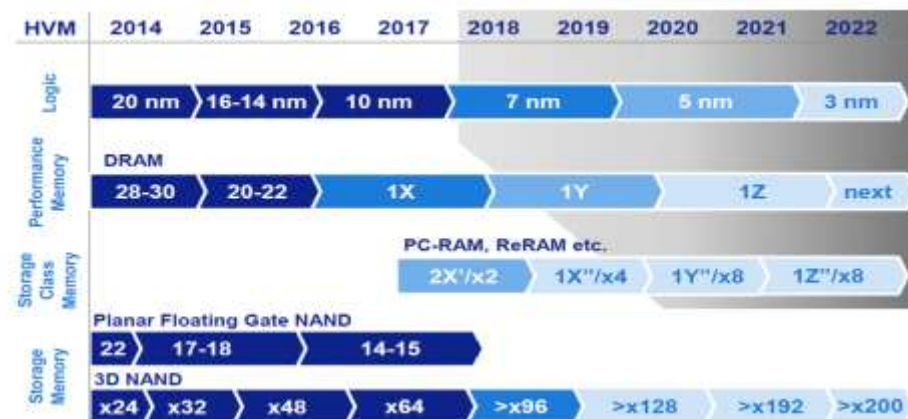 HVM 2014 2015 2016 2017 2018 2019 2020 2021 2022
Logic
20 nm 16-14 nm 10 nm 7 nm 5 nm 3 nm
Performance
Memory
DRAM
28-30 20-22 1X 1Y 1Z next
Storage
Class
Memory
PC-RAM, ReRAM etc.
2X'/x2 1X"/x4 1Y"/x8 1Z"/x8
Storage
Memory
Planar Floating Gate NAND
22 17-18 14-15
3D NAND
x24 x32 x48 x64 >x96 >x128 >x192 >x200